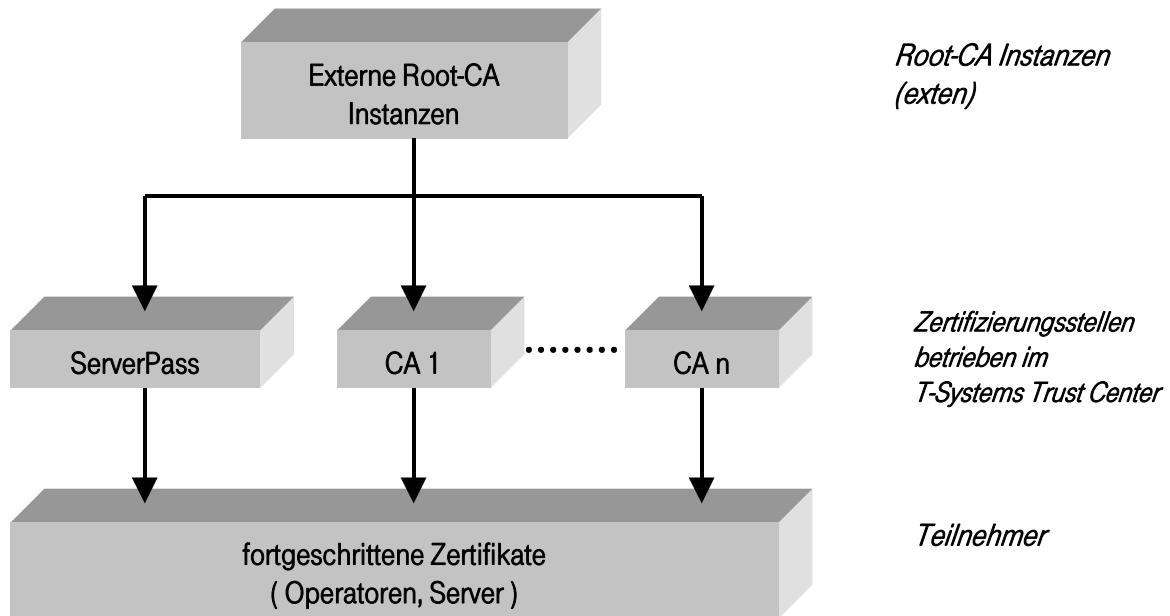 Externe Root-CA
Instanzen
Root-CA Instanzen
(exten)
ServerPass
CA 1
CA n
Zertifizierungsstellen
betrieben im
T-Systems Trust Center
fortgeschrittene Zertifikate
( Operatoren, Server )
Teilnehmer